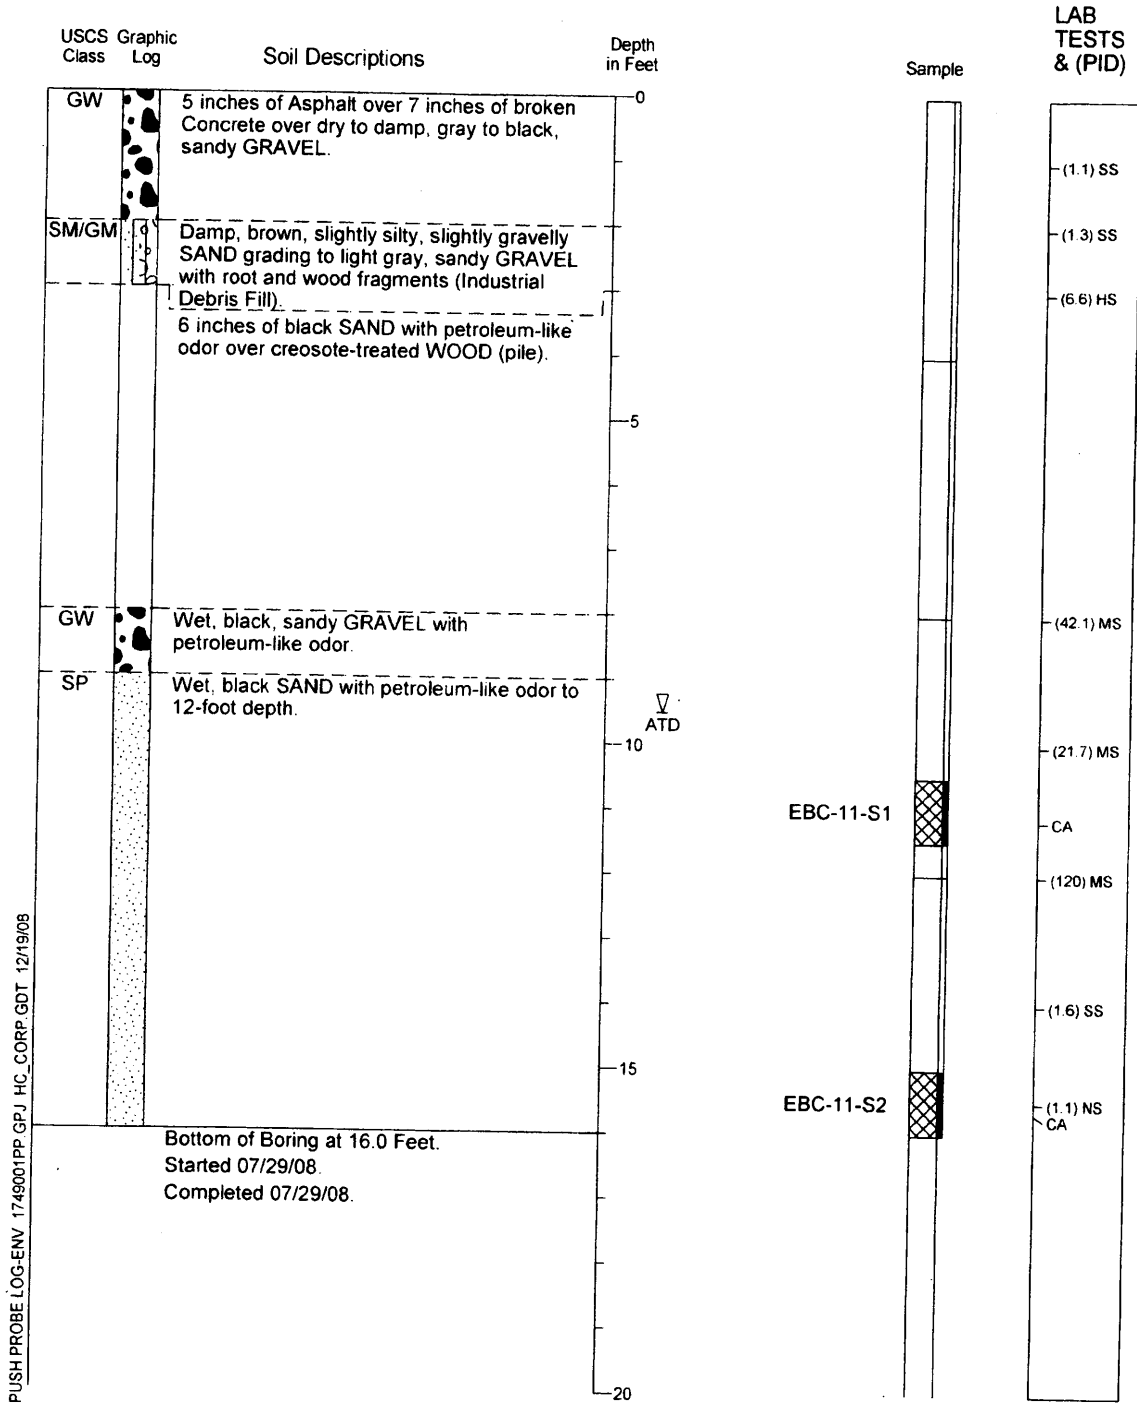 USCS Graphic
Class Log
Soil Descriptions
Depth
in Feet
Sample
LAB
TESTS
& (PID)
GW
5 inches of Asphalt over 7 inches of broken
Concrete over dry to damp, gray to black,
sandy GRAVEL.
0
(1.1) SS
SM/GM
Damp, brown, slightly silty, slightly gravelly
SAND grading to light gray, sandy GRAVEL
with root and wood fragments (Industrial
Debris Fill).
(1.3) SS
(6.6) HS
6 inches of black SAND with petroleum-like
odor over creosote-treated WOOD (pile).
5
GW
Wet, black, sandy GRAVEL with
petroleum-like odor.
(42.1) MS
SP
Wet, black SAND with petroleum-like odor to
12-foot depth.
ATD
10
(21.7) MS
EBC-11-S1
CA
(120) MS
(1.6) SS
15
EBC-11-S2
(1.1) NS
CA
Bottom of Boring at 16.0 Feet.
Started 07/29/08.
Completed 07/29/08.
20
PUSH PROBE LOG-ENV 1749001PP.GPJ HC_CORP.GDT 12/19/08